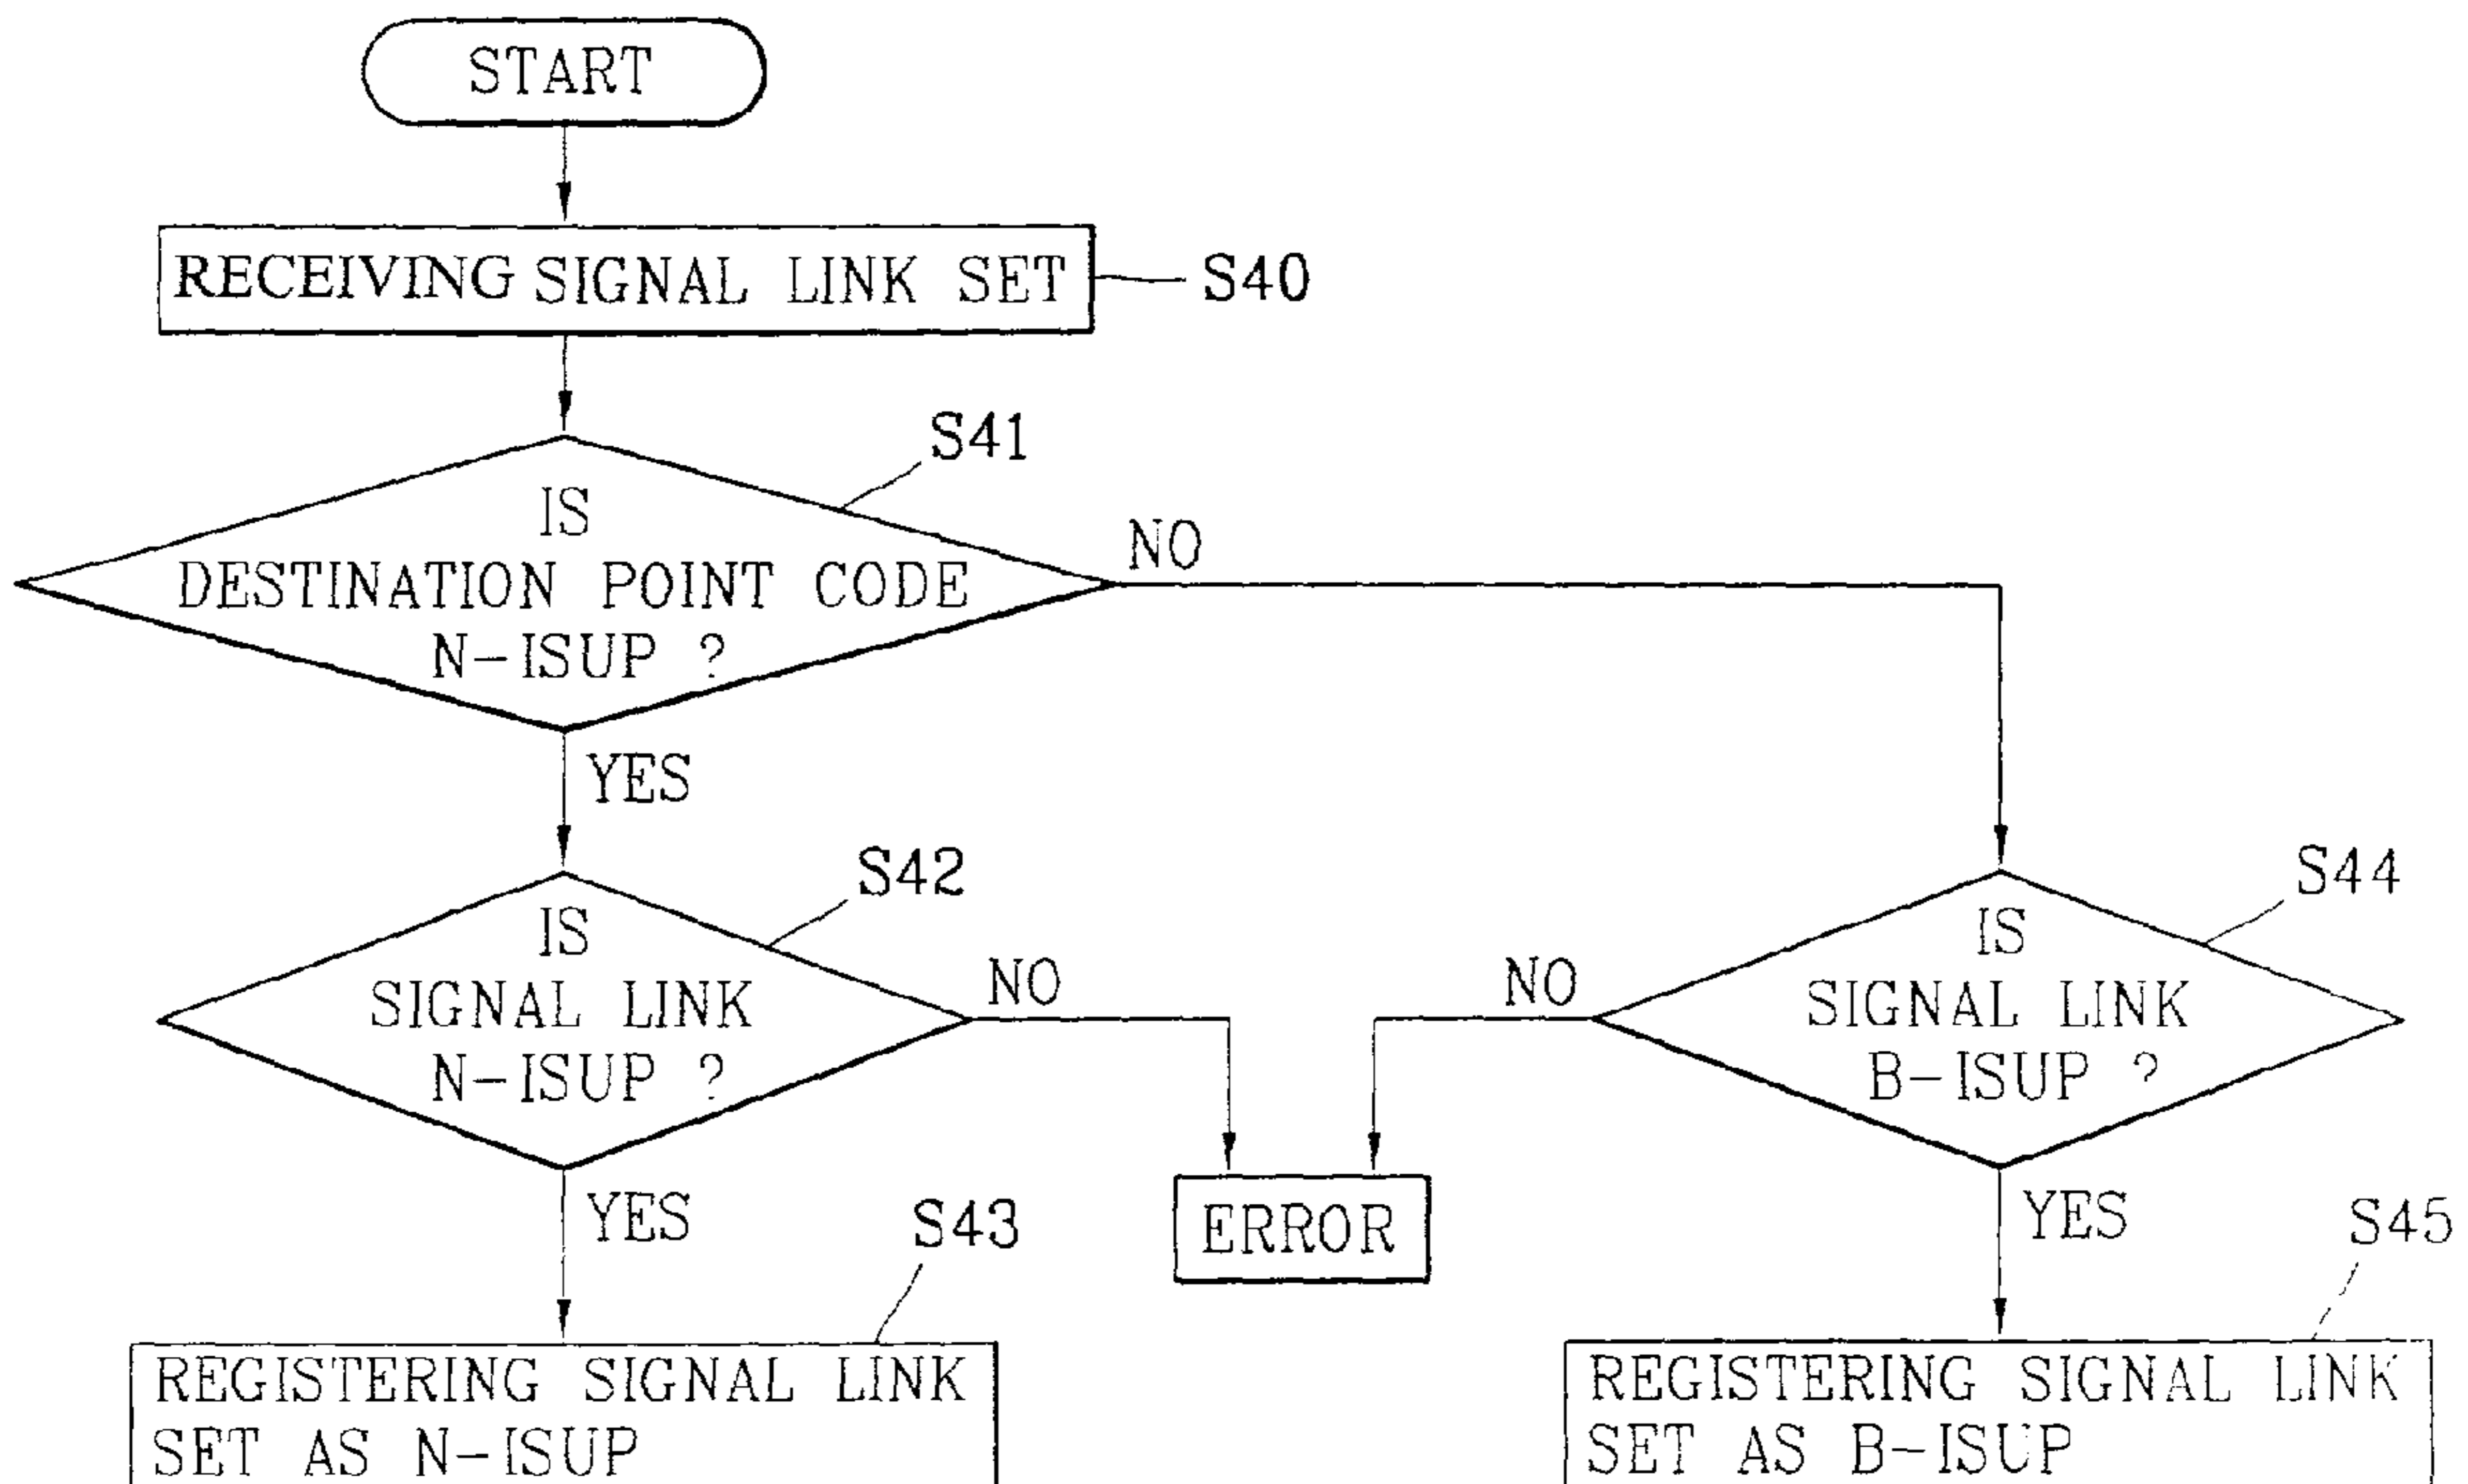 START
RECEIVING SIGNAL LINK SET
S40
S41
IS
DESTINATION POINT CODE
N-ISUP ?
NO
YES
S42
IS
SIGNAL LINK
N-ISUP ?
NO
YES
S44
IS
SIGNAL LINK
B-ISUP ?
NO
YES
ERROR
S43
REGISTERING SIGNAL LINK
SET AS N-ISUP
S45
REGISTERING SIGNAL LINK
SET AS B-ISUP